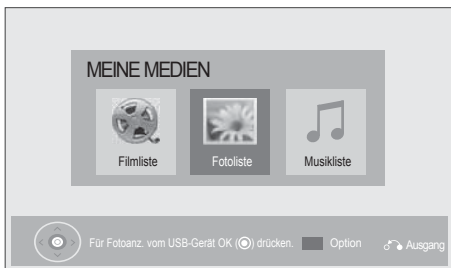 MEINE MEDIEN
Filmliste
Fotoliste
Musikliste
Für Fotoanz. vom USB-Gerät OK (◉) drücken. Option Ausgang